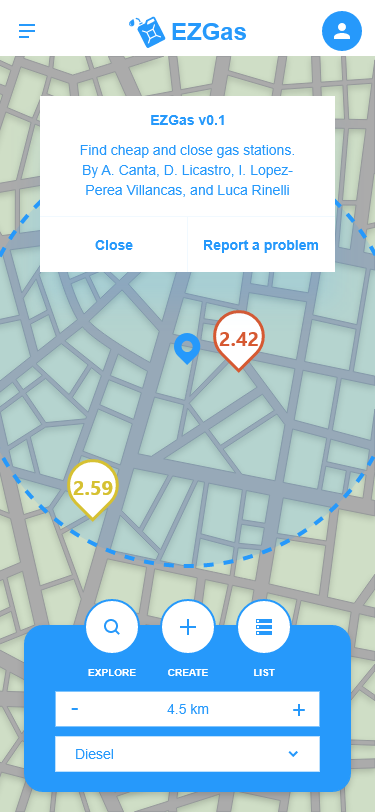 EZGas
EZGas v0.1
Find cheap and close gas stations.
By A. Canta, D. Licastro, I. Lopez-
Perea Villancas, and Luca Rinelli
Close
Report a problem
2.42
2.59
EXPLORE
CREATE
LIST
- 4.5 km +
Diesel